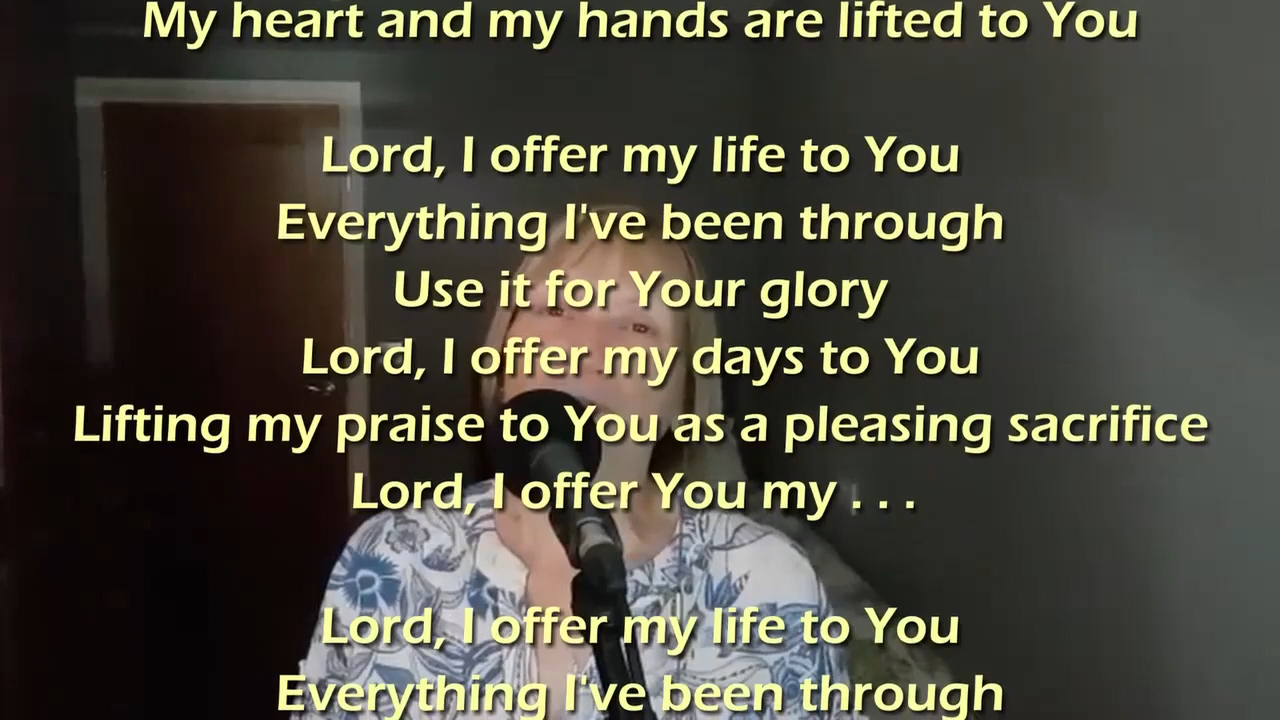 My heart and my hands are lifted to You
Lord, I offer my life to You
Everything I've been through
Use it for Your glory
Lord, I offer my days to You
Lifting my praise to You as a pleasing sacrifice
Lord, I offer You my . . .
Lord, I offer my life to You
Everything I've been through